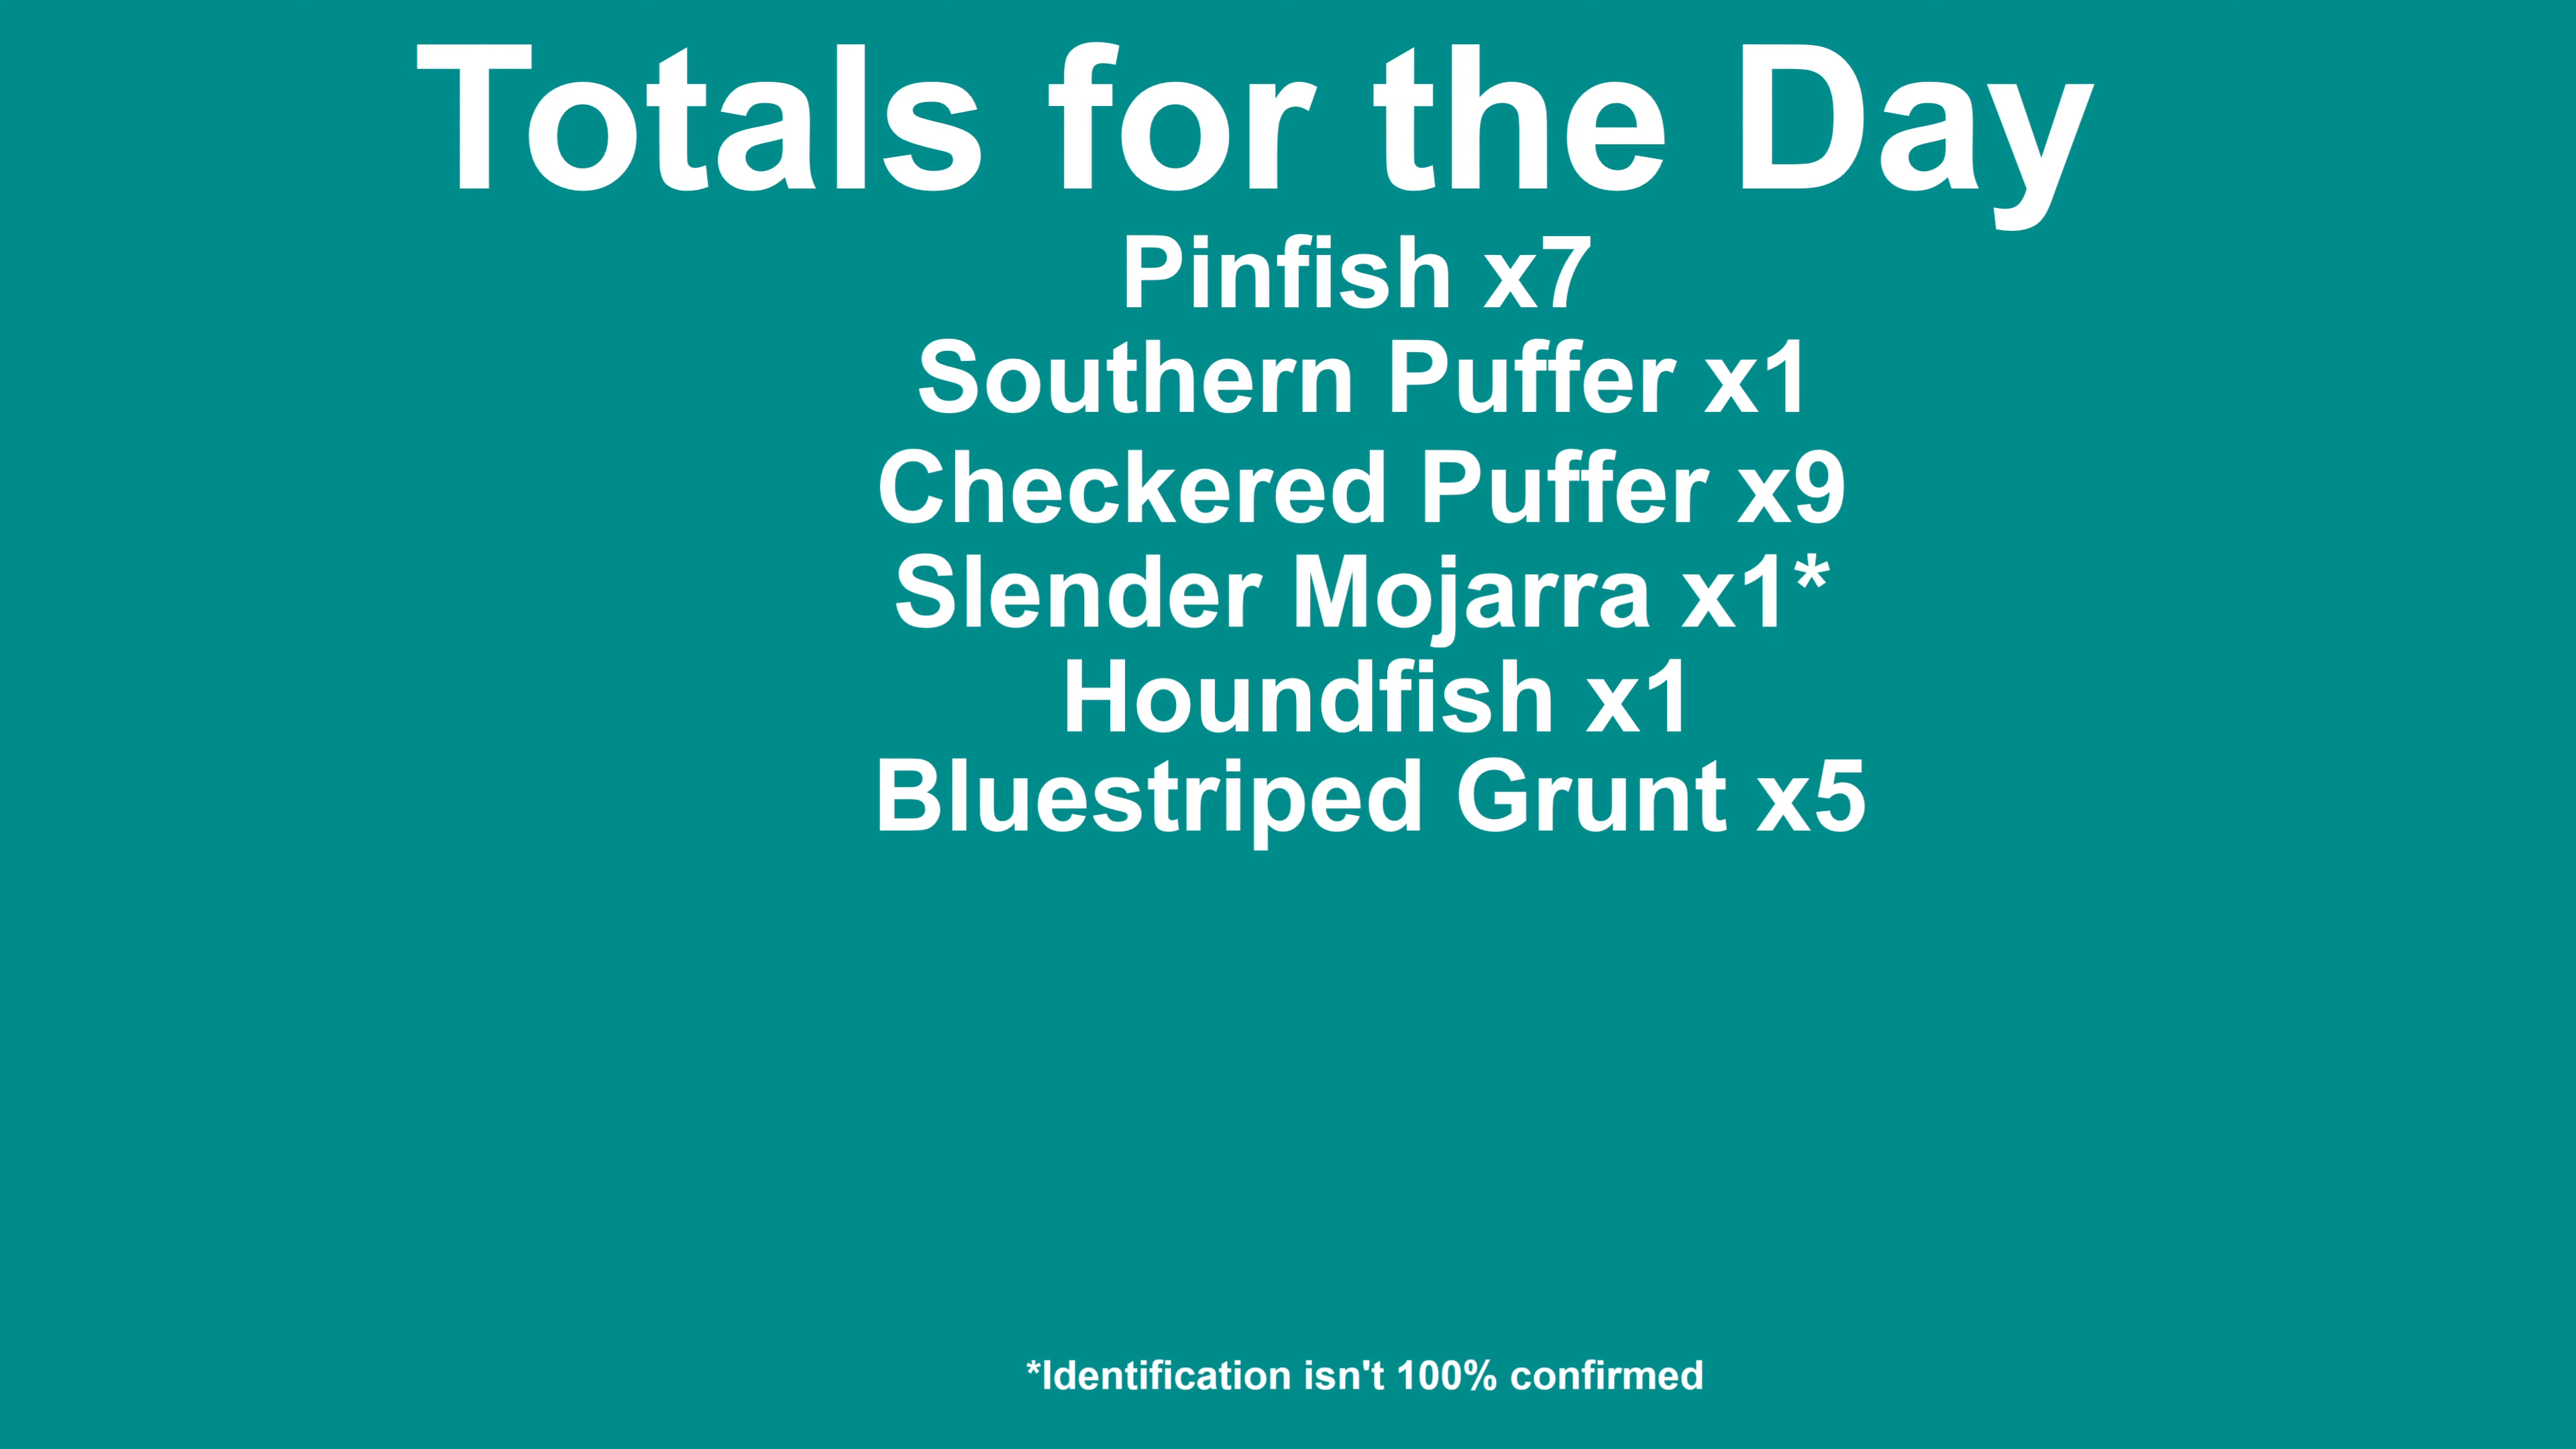 Totals for the Day
Pinfish x7
Southern Puffer x1
Checkered Puffer x9
Slender Mojarra x1*
Houndfish x1
Bluestriped Grunt x5
*Identification isn't 100% confirmed